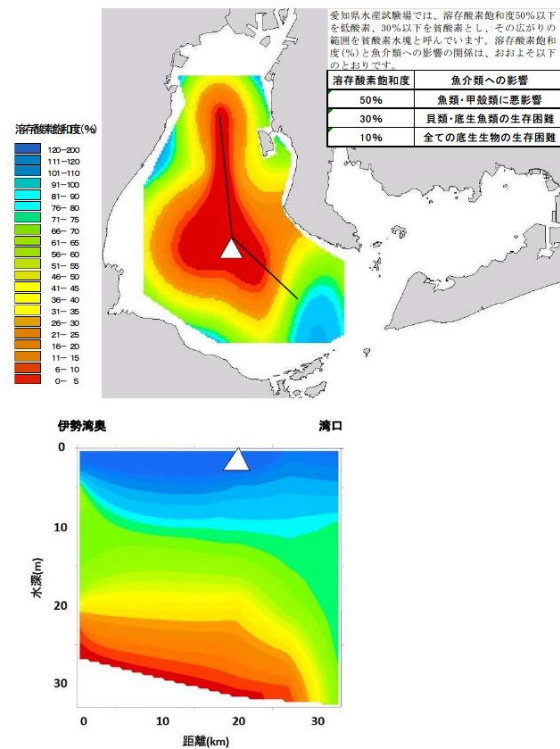 愛知県水産試験場では、溶存酸素飽和度50%以下
を低酸素、30%以下を貧酸素とし、その広がりの
範囲を貧酸素水塊と呼んでいます。溶存酸素飽和
度(%)と魚介類への影響の関係は、おおよそ以下
のとおりです。
溶存酸素飽和度 魚介類への影響
50% 魚類・甲殻類に悪影響
30% 貝類・底生魚類の生存困難
10% 全ての底生生物の生存困難
溶存酸素飽和度(%)
120-200
111-120
101-110
91-100
81-90
76-80
71-75
66-70
61-65
56-60
51-55
46-50
41-45
36-40
31-35
26-30
21-25
16-20
11-15
6-10
0-5
伊勢湾奥 湾口
0
10
20
30
水深(m)
0 10 20 30
距離(km)